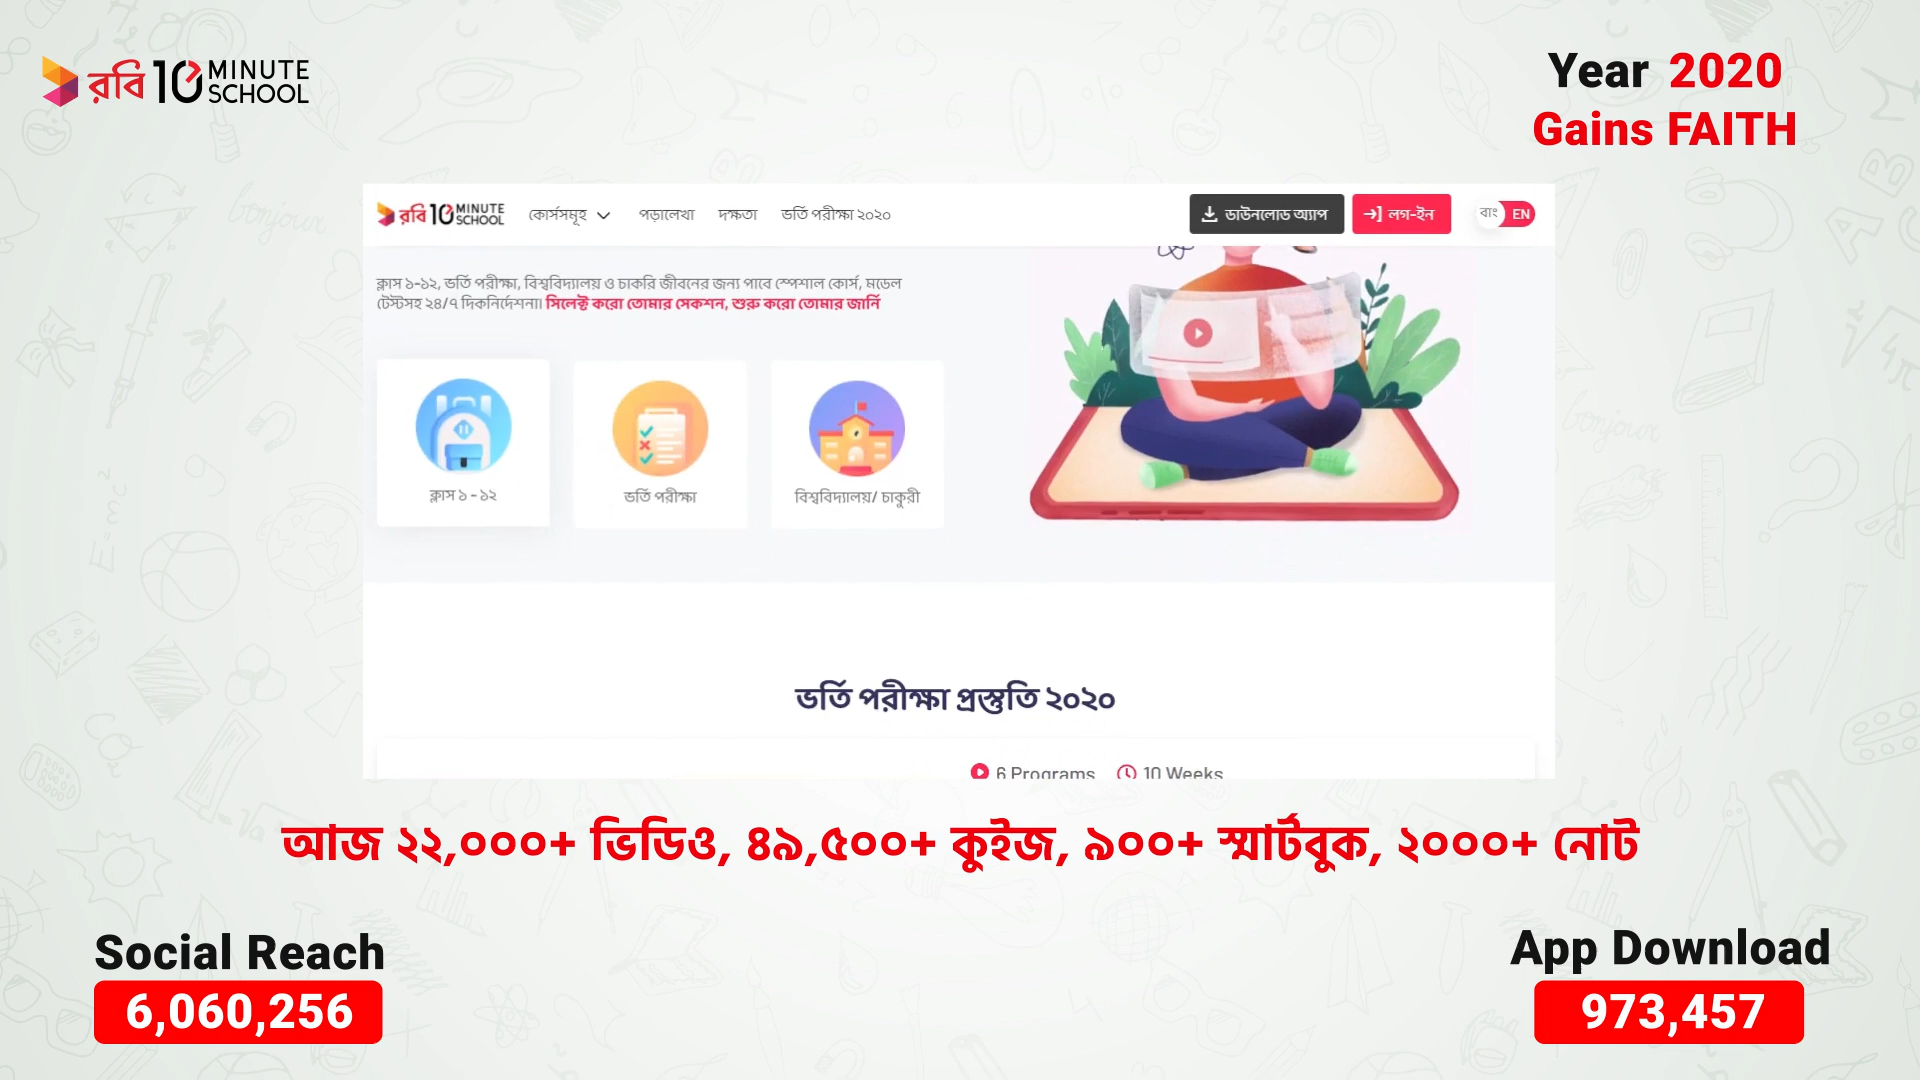 রবি 10 MINUTE SCHOOL
Year 2020
Gains FAITH
রবি 10 MINUTE SCHOOL কোর্সসমূহ পড়ালেখা দক্ষতা ভর্তি পরীক্ষা ২০২০ ডাউনলোড অ্যাপ লগ-ইন বাং EN
ক্লাস ১-১২, ভর্তি পরীক্ষা, বিশ্ববিদ্যালয় ও চাকরি জীবনের জন্য পাবে স্পেশাল কোর্স, মডেল
টেস্টসহ ২৪/৭ দিকনির্দেশনা। সিলেক্ট করো তোমার সেকশন, শুরু করো তোমার জার্নি
ক্লাস ১ - ১২ ভর্তি পরীক্ষা বিশ্ববিদ্যালয়/ চাকুরী
ভর্তি পরীক্ষা প্রস্তুতি ২০২০
6 Programs 10 Weeks
আজ ২২,০০০+ ভিডিও, ৪৯,৫০০+ কুইজ, ৯০০+ স্মার্টবুক, ২০০০+ নোট
Social Reach
6,060,256
App Download
973,457
bonjour
bonjour
E=mc²